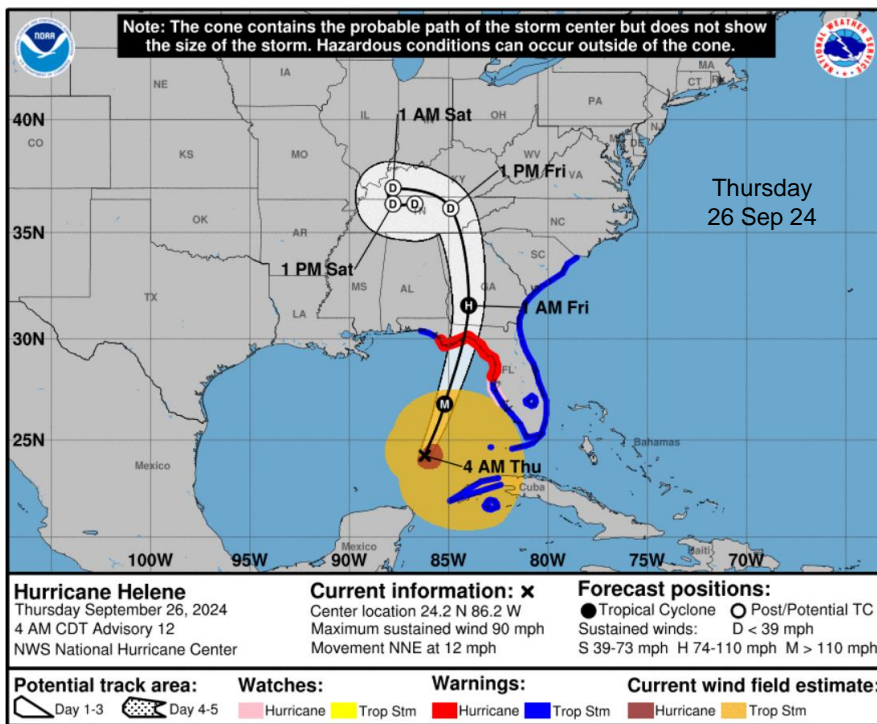 Note: The cone contains the probable path of the storm center but does not show
the size of the storm. Hazardous conditions can occur outside of the cone.
NOAA
NATIONAL WEATHER SERVICE
NE
IA
IL
OH
PA
MA
CT
RI
NJ
MD
DE
CO
KS
MO
KY
WV
VA
OK
AR
TN
NC
SC
TX
LA
MS
AL
GA
FL
40N
35N
30N
25N
1 AM Sat
1 PM Fri
1 PM Sat
1 AM Fri
4 AM Thu
D
D
D
D
H
M
Thursday
26 Sep 24
Mexico
Mexico
Cuba
Bahamas
Haiti
100W 95W 90W 85W 80W 75W 70W
Hurricane Helene
Thursday September 26, 2024
4 AM CDT Advisory 12
NWS National Hurricane Center
Current information: ×
Center location 24.2 N 86.2 W
Maximum sustained wind 90 mph
Movement NNE at 12 mph
Forecast positions:
Tropical Cyclone Post/Potential TC
Sustained winds: D < 39 mph
S 39-73 mph H 74-110 mph M > 110 mph
Potential track area:
Day 1-3 Day 4-5
Watches:
Hurricane Trop Stm
Warnings:
Hurricane Trop Stm
Current wind field estimate:
Hurricane Trop Stm